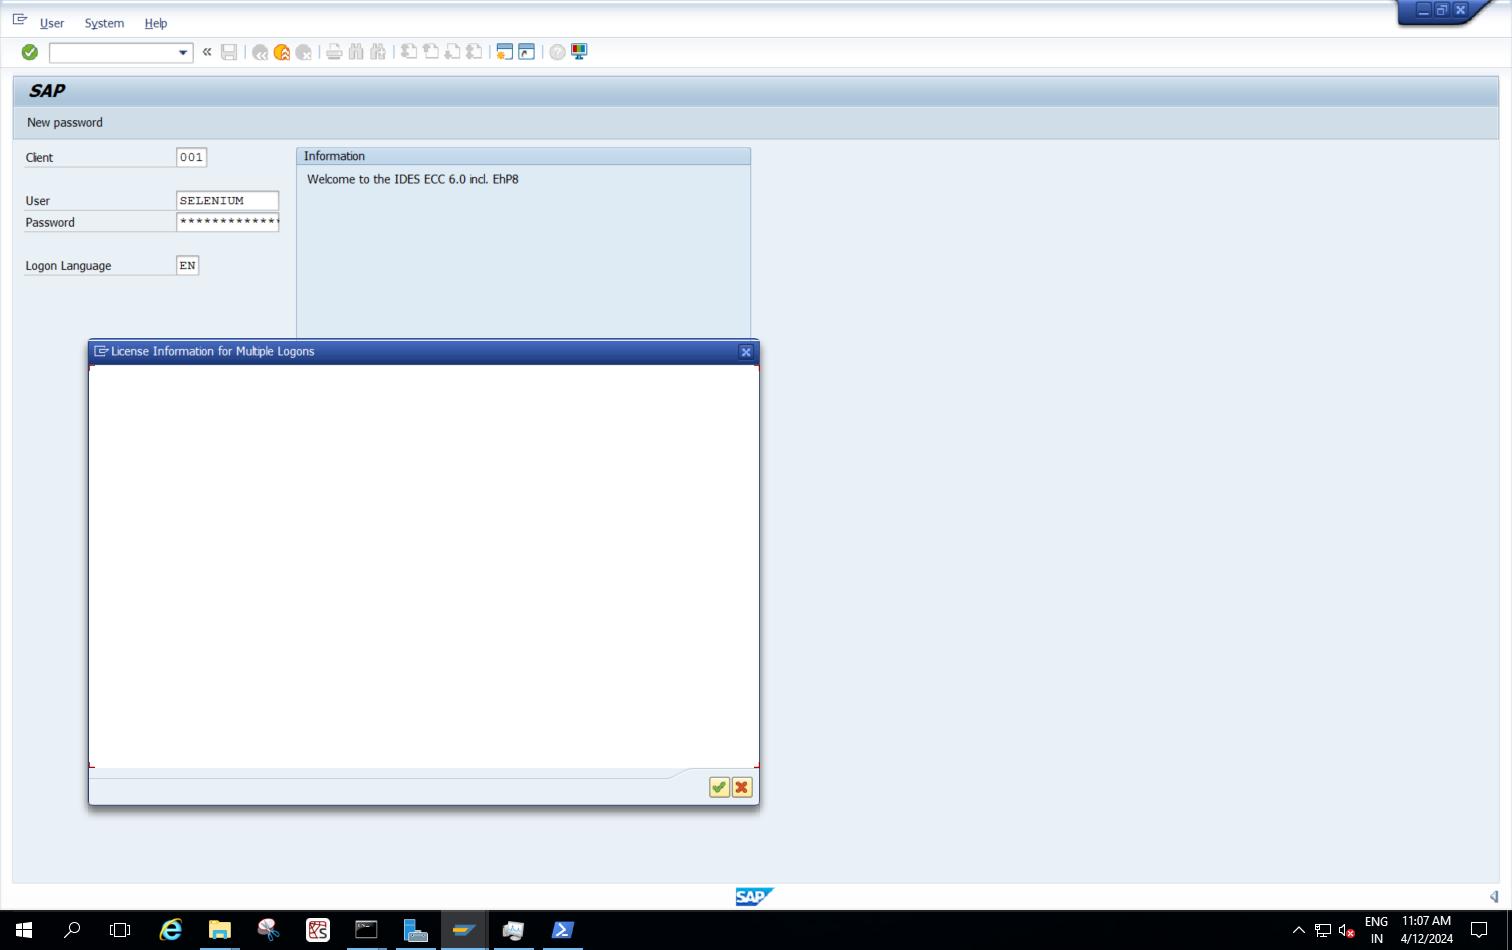 User System Help
SAP
New password
Client 001
Information
Welcome to the IDES ECC 6.0 incl. EhP8
User SELENIUM
Password *************
Logon Language EN
License Information for Multiple Logons
SAP
ENG
IN
11:07 AM
4/12/2024